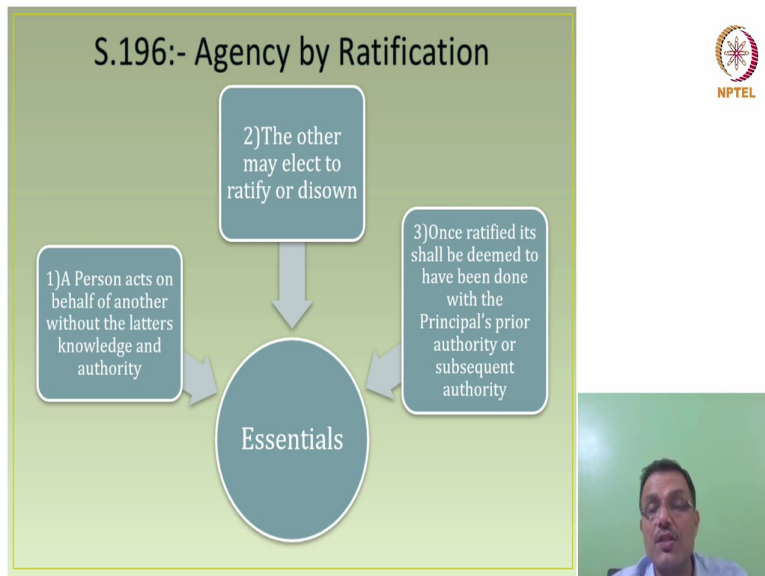 S.196:- Agency by Ratification
NPTEL
1)A Person acts on
behalf of another
without the latters
knowledge and
authority
2)The other
may elect to
ratify or disown
3)Once ratified its
shall be deemed to
have been done
with the
Principal's prior
authority or
subsequent
authority
Essentials